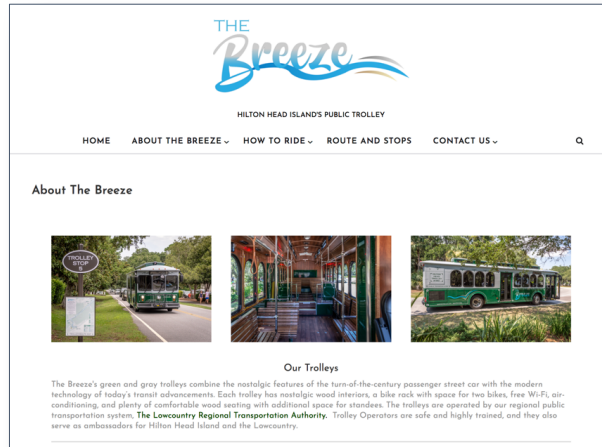 THE
Breeze
HILTON HEAD ISLAND'S PUBLIC TROLLEY
HOME ABOUT THE BREEZE HOW TO RIDE ROUTE AND STOPS CONTACT US
About The Breeze
TROLLEY
STOP
Our Trolleys
The Breeze's green and gray trolleys combine the nostalgic features of the turn-of-the-century passenger street car with the modern
technology of today's transit advancements. Each trolley has nostalgic wood interiors, a bike rack with space for two bikes, free Wi-Fi, air-
conditioning, and plenty of comfortable wood seating with additional space for standees. The trolleys are operated by our regional public
transportation system, The Lowcountry Regional Transportation Authority. Trolley Operators are safe and highly trained, and they also
serve as ambassadors for Hilton Head Island and the Lowcountry.